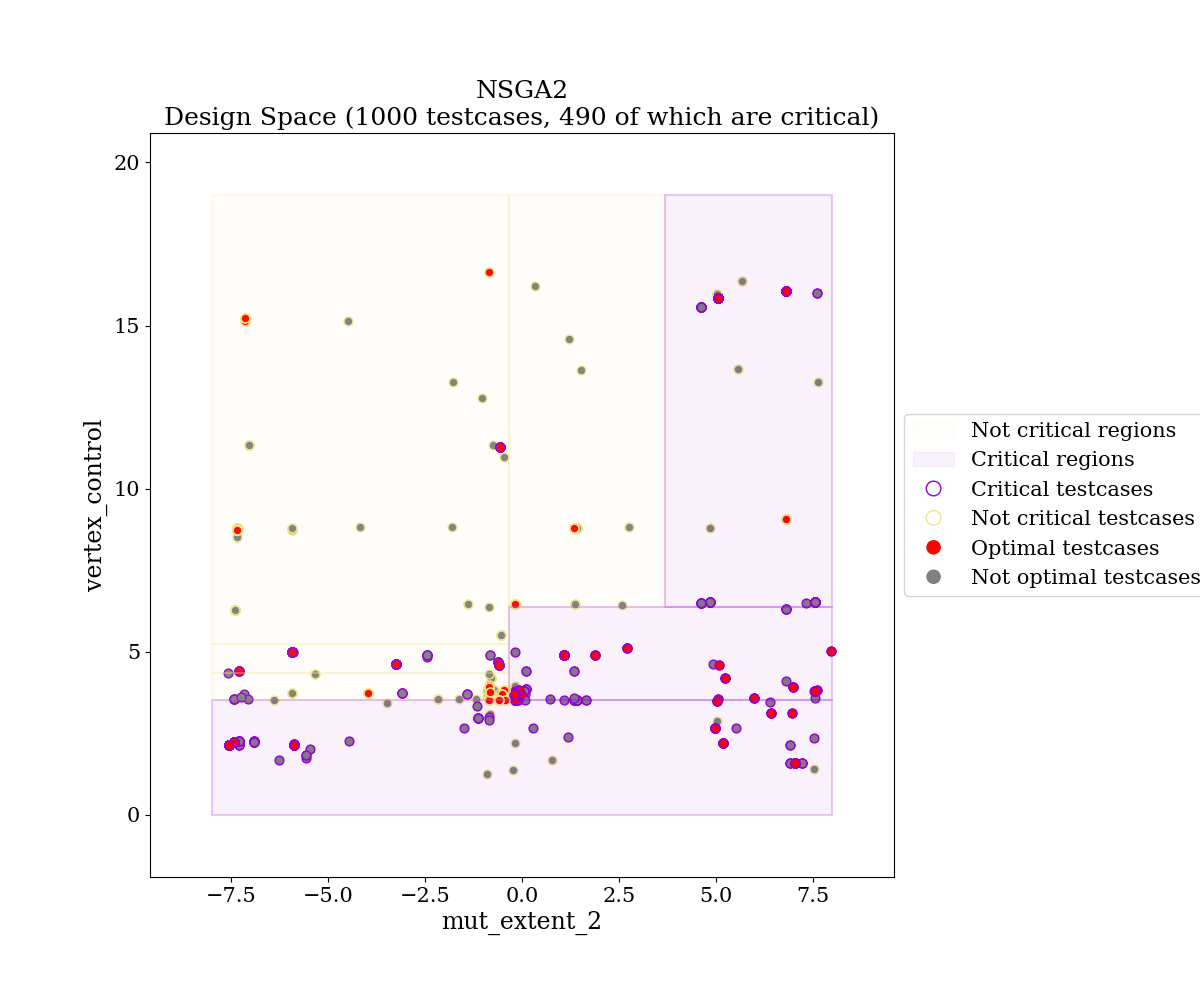 NSGA2
Design Space (1000 testcases, 490 of which are critical)
20
15
10
5
0
vertex_control
−7.5
−5.0
−2.5
0.0
2.5
5.0
7.5
mut_extent_2
Not critical regions
Critical regions
Critical testcases
Not critical testcases
Optimal testcases
Not optimal testcases